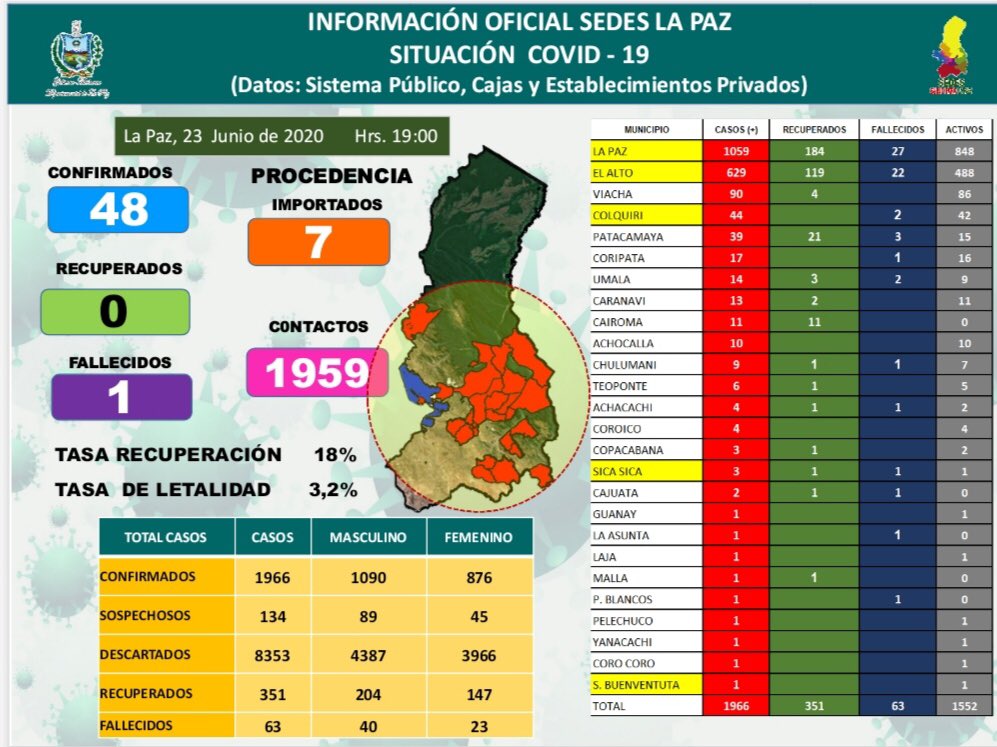 INFORMACIÓN OFICIAL SEDES LA PAZ
SITUACIÓN COVID - 19
(Datos: Sistema Público, Cajas y Establecimientos Privados)
SEDES
La Paz, 23 Junio de 2020 Hrs. 19:00
CONFIRMADOS
48
RECUPERADOS
0
FALLECIDOS
1
PROCEDENCIA
IMPORTADOS
7
CONTACTOS
1959
TASA RECUPERACIÓN 18%
TASA DE LETALIDAD 3,2%
TOTAL CASOS CASOS MASCULINO FEMENINO
CONFIRMADOS 1966 1090 876
SOSPECHOSOS 134 89 45
DESCARTADOS 8353 4387 3966
RECUPERADOS 351 204 147
FALLECIDOS 63 40 23
MUNICIPIO CASOS (+) RECUPERADOS FALLECIDOS ACTIVOS
LA PAZ 1059 184 27 848
EL ALTO 629 119 22 488
VIACHA 90 4 86
COLQUIRI 44 2 42
PATACAMAYA 39 21 3 15
CORIPATA 17 1 16
UMALA 14 3 2 9
CARANAVI 13 2 11
CAIROMA 11 11 0
ACHOCALLA 10 10
CHULUMANI 9 1 1 7
TEOPONTE 6 1 5
ACHACACHI 4 1 1 2
COROICO 4 4
COPACABANA 3 1 2
SICA SICA 3 1 1 1
CAJUATA 2 1 1 0
GUANAY 1 1
LA ASUNTA 1 1 0
LAJA 1 1
MALLA 1 1 0
P. BLANCOS 1 1 0
PELECHUCO 1 1
YANACACHI 1 1
CORO CORO 1 1
S. BUENVENTUTA 1 1
TOTAL 1966 351 63 1552